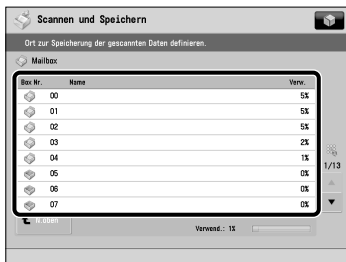 Scannen und Speichern
Ort zur Speicherung der gescannten Daten definieren.
Mailbox
Box Nr. Name Verw.
00 5%
01 5%
02 5%
03 2%
04 1%
05 0%
06 0%
07 0%
1/13
N.oben
Verwend.: 1%